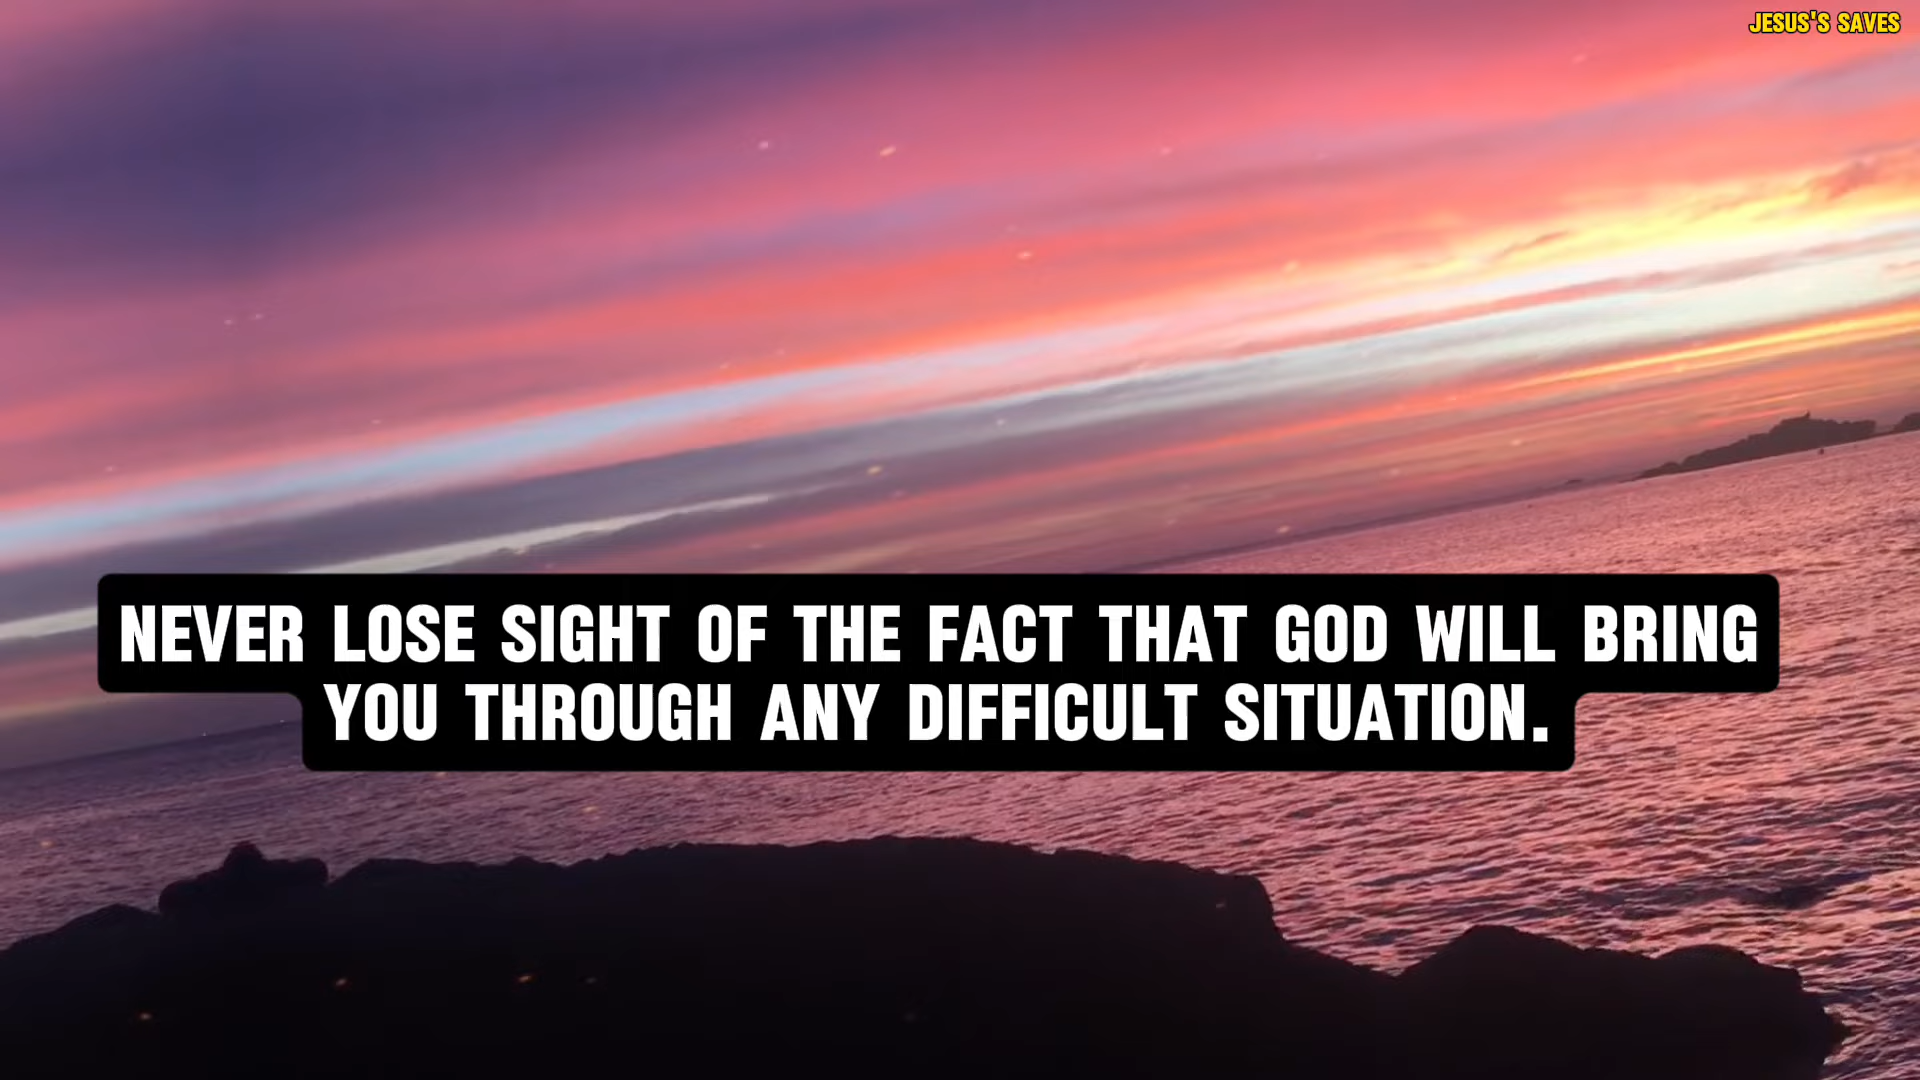 JESUS'S SAVES
NEVER LOSE SIGHT OF THE FACT THAT GOD WILL BRING
YOU THROUGH ANY DIFFICULT SITUATION.